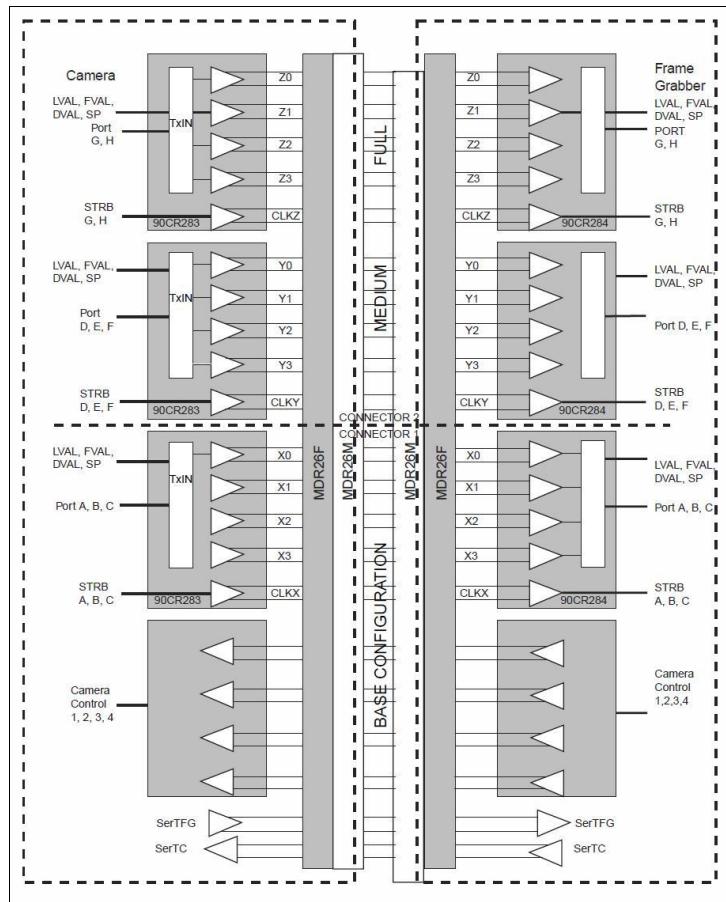 Camera
LVAL, FVAL,
DVAL, SP
Port
G, H
TxIN
STRB
G, H
90CR283
Z0
Z1
Z2
Z3
CLKZ
LVAL, FVAL,
DVAL, SP
Port
D, E, F
TxIN
STRB
D, E, F
90CR283
Y0
Y1
Y2
Y3
CLKY
LVAL, FVAL,
DVAL, SP
Port A, B, C
TxIN
STRB
A, B, C
90CR283
X0
X1
X2
X3
CLKX
Camera
Control
1, 2, 3, 4
SerTFG
SerTC
MDR26F
MDR26M
FULL
MEDIUM
CONNECTOR 2
CONNECTOR 1
BASE CONFIGURATION
MDR26M
MDR26F
Z0
Z1
Z2
Z3
CLKZ
90CR284
Frame
Grabber
LVAL, FVAL,
DVAL, SP
PORT
G, H
STRB
G, H
Y0
Y1
Y2
Y3
CLKY
90CR284
LVAL, FVAL,
DVAL, SP
Port D, E, F
STRB
D, E, F
X0
X1
X2
X3
CLKX
90CR284
LVAL, FVAL,
DVAL, SP
Port A, B, C
STRB
A, B, C
Camera
Control
1,2,3,4
SerTFG
SerTC